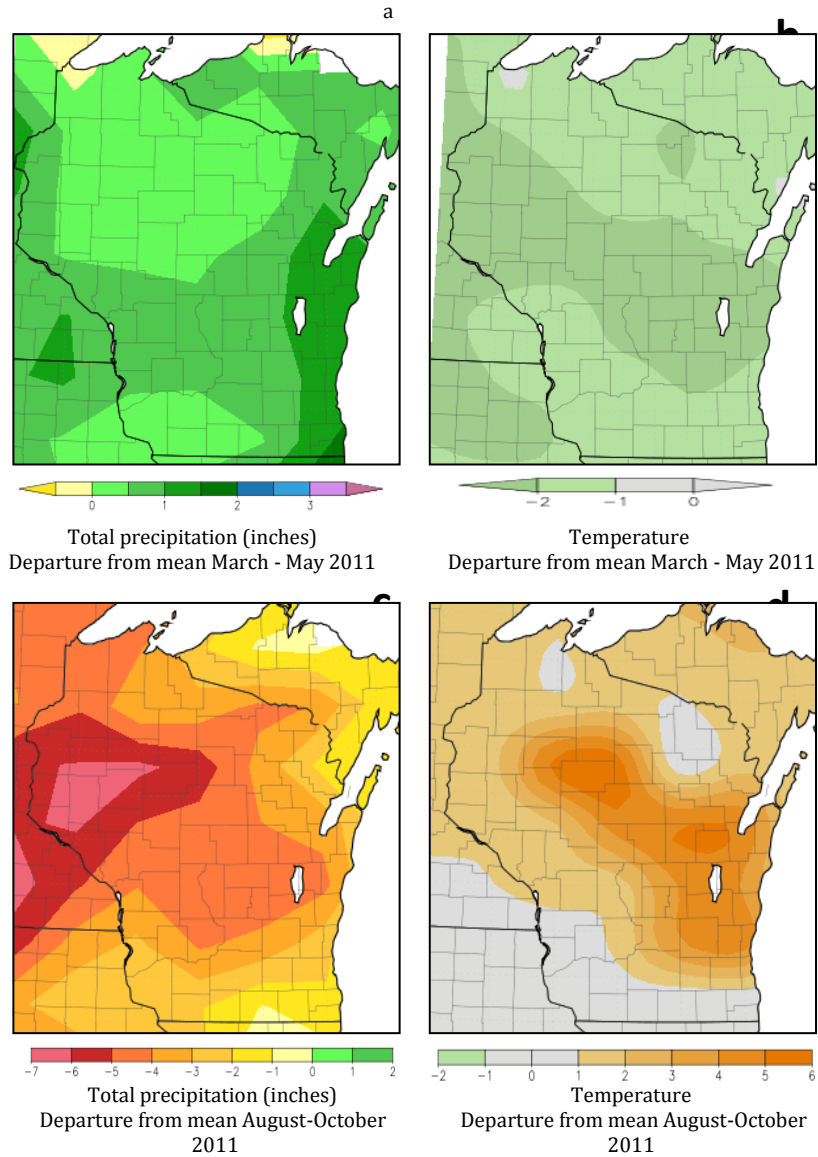 a
b
0 1 2 3
Total precipitation (inches)
Departure from mean March - May 2011
-2 -1 0
Temperature
Departure from mean March - May 2011
c
d
-7 -6 -5 -4 -3 -2 -1 0 1 2
Total precipitation (inches)
Departure from mean August-October
2011
-2 -1 0 1 2 3 4 5 6
Temperature
Departure from mean August-October
2011